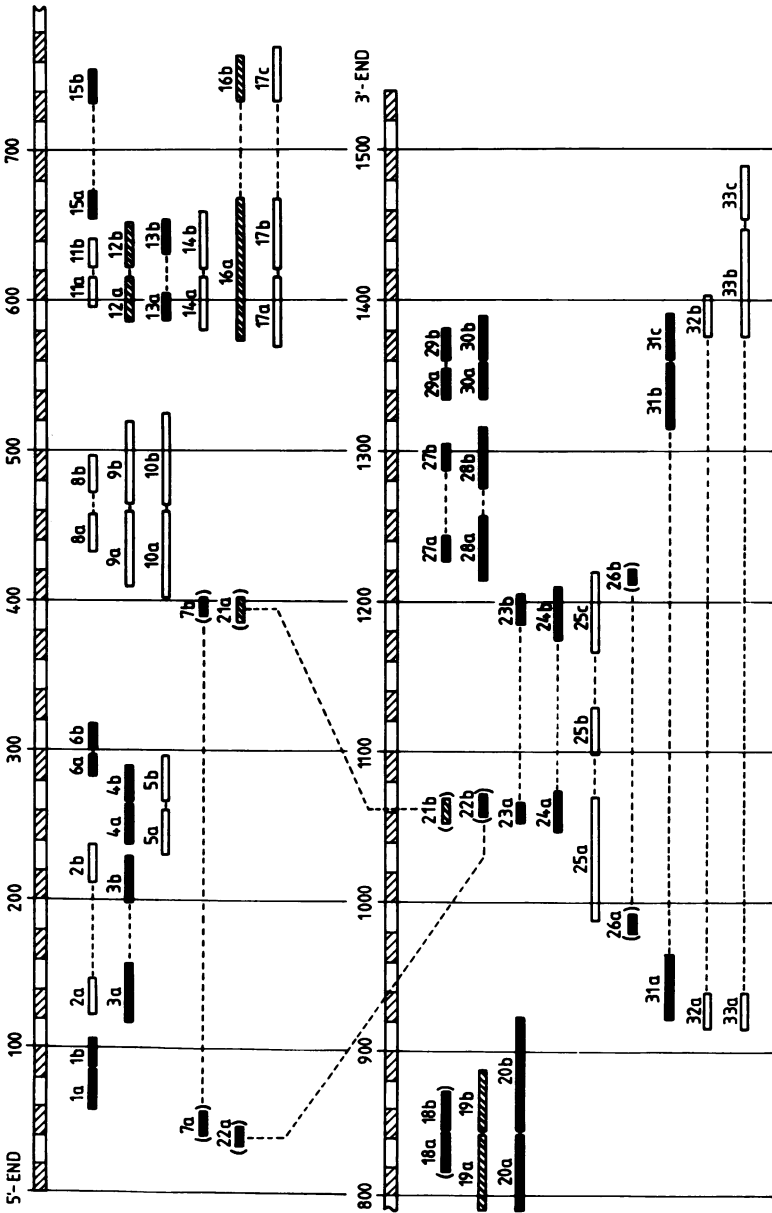 5'- END 100 200 300 400 500 600 700
1a 1b 2a 2b 6a 6b 8a 8b 11a 11b 15a 15b
3a 3b 4a 4b 9a 9b 12a 12b
5a 5b 10a 10b 13a 13b
(7a) (7b) 14a 14b
(22a) (21a) 16a 16b
17a 17b 17c
800 900 1000 1100 1200 1300 1400 1500 3'- END
(18a 18b) (21b) 27a 27b 29a 29b
19a 19b (22b) 28a 28b 30a 30b
20a 20b 23a 23b
24a 24b
25a 25b 25c
(26a) (26b)
31a 31b 31c
32a 32b
33a 33b 33c